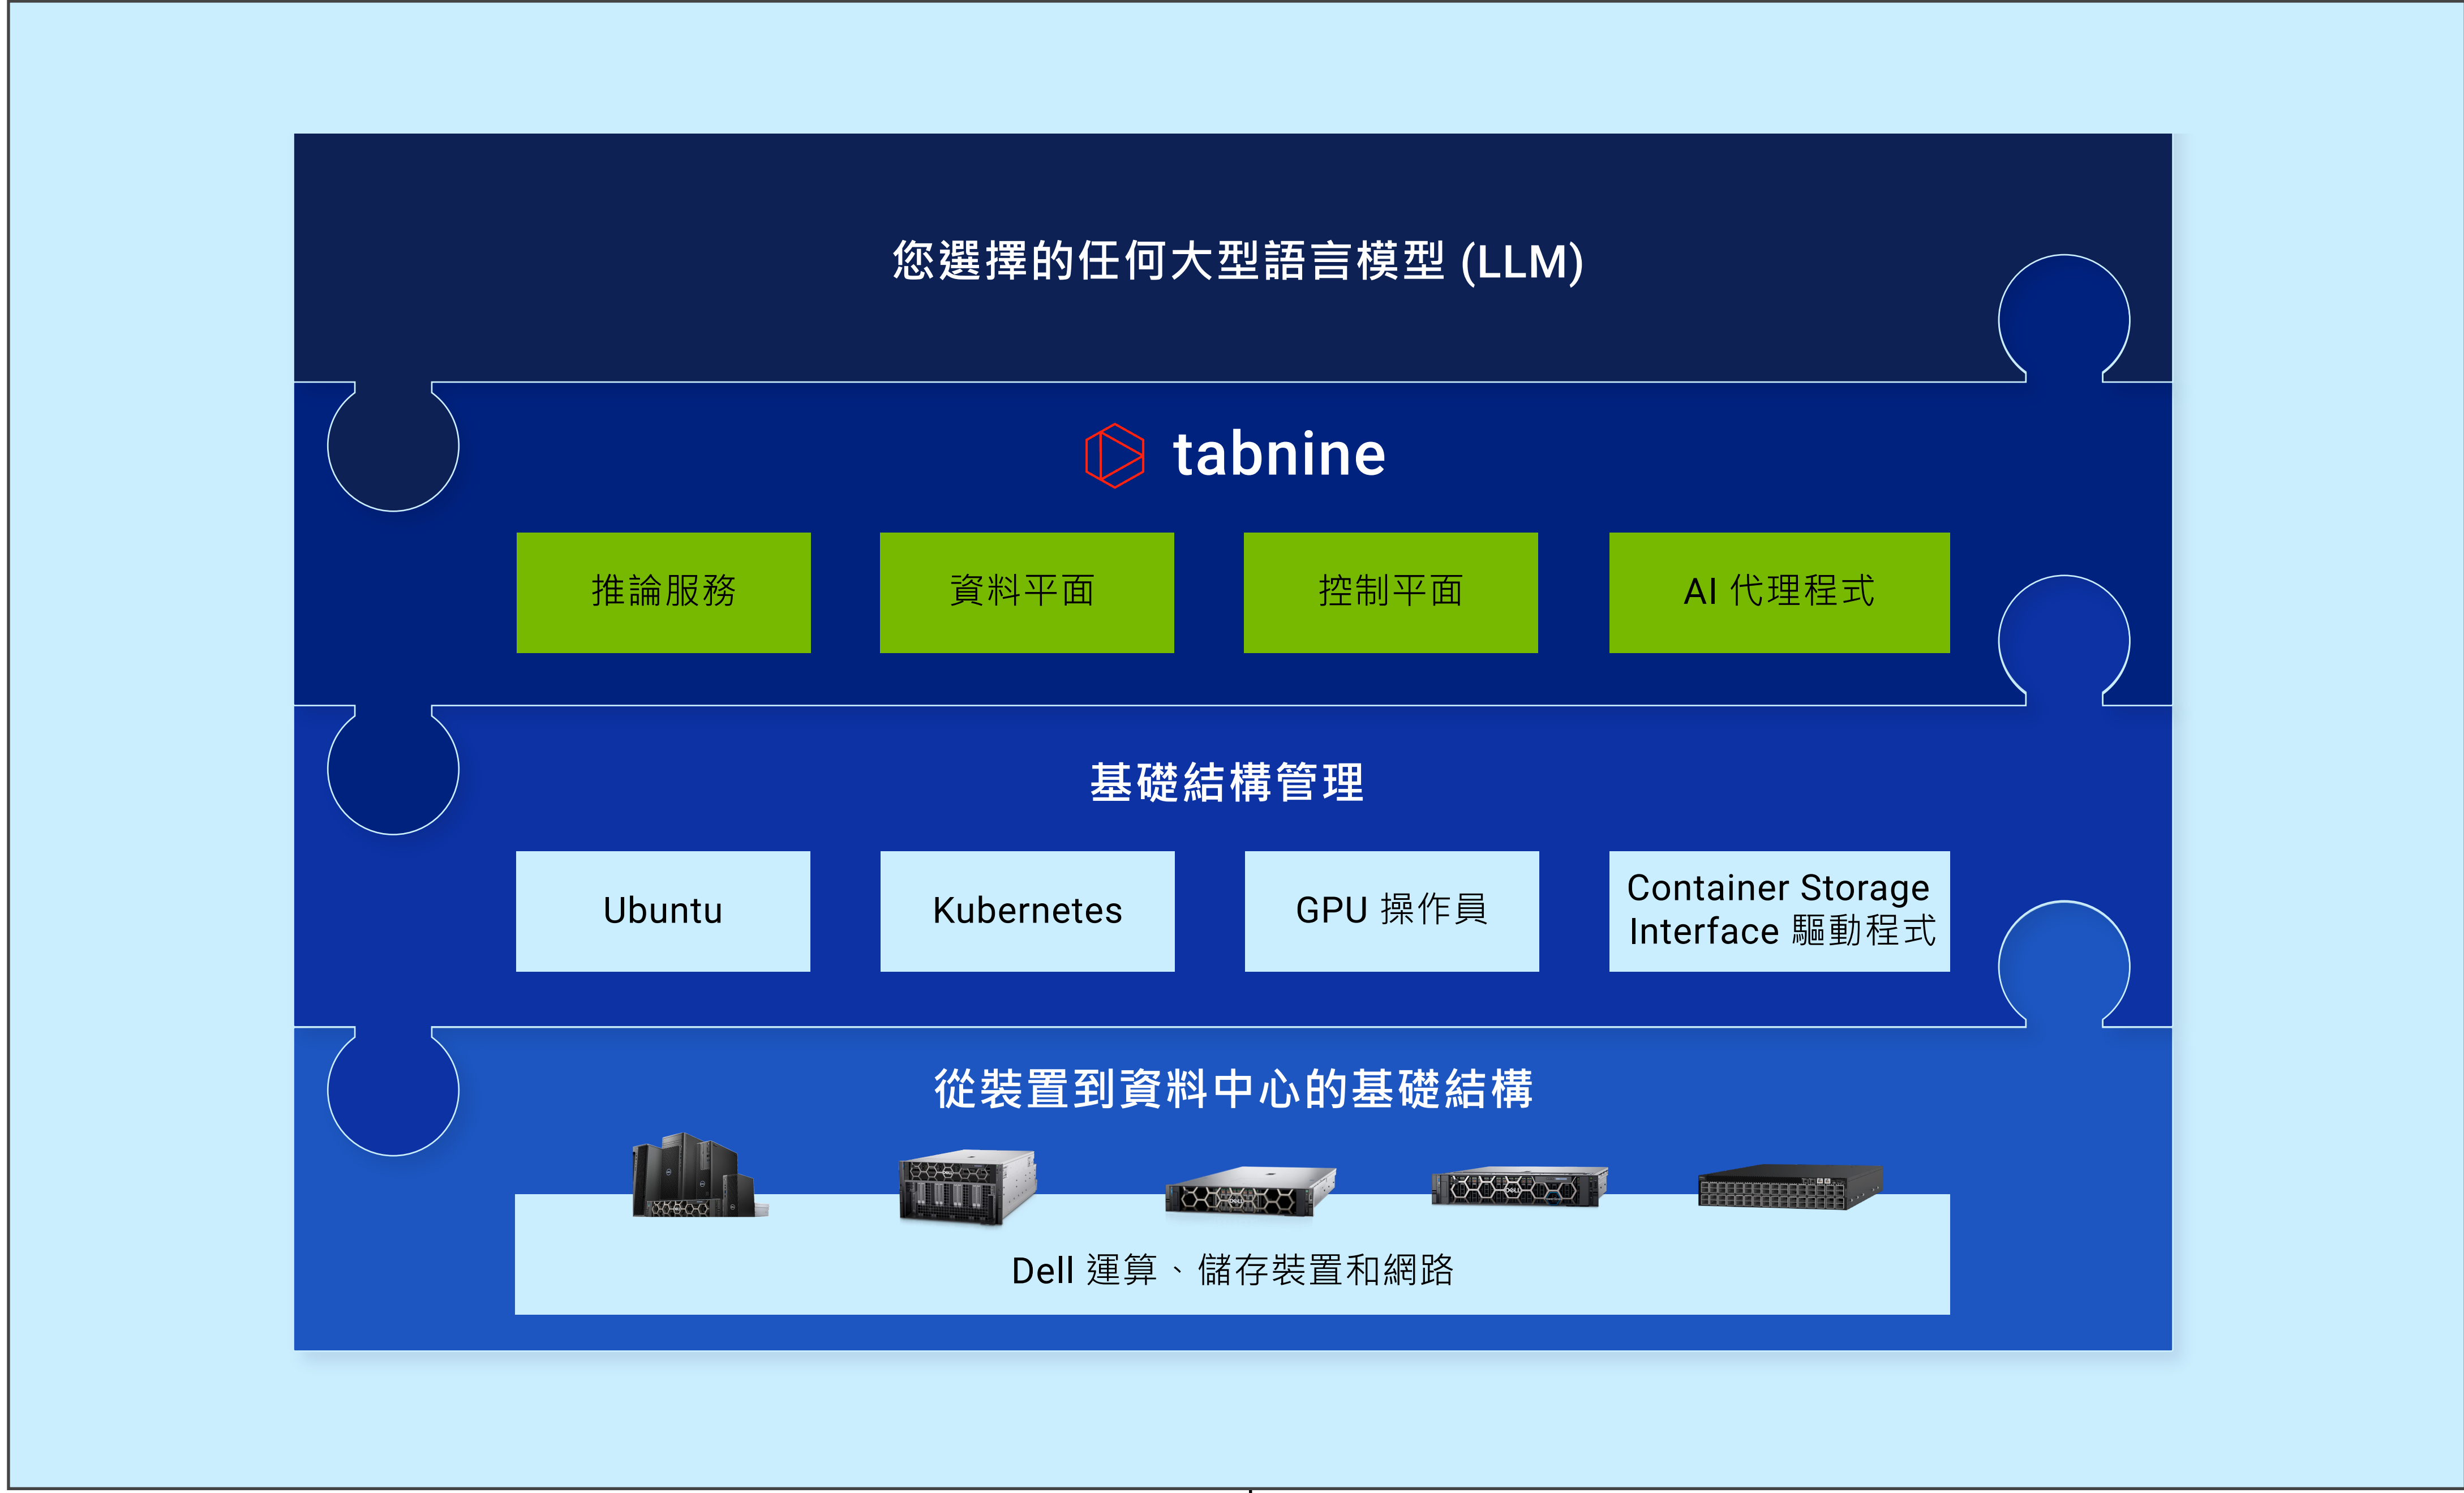 您選擇的任何大型語言模型 (LLM)
tabnine
推論服務
資料平面
控制平面
AI 代理程式
基礎結構管理
Ubuntu
Kubernetes
GPU 操作員
Container Storage
Interface 驅動程式
從裝置到資料中心的基礎結構
Dell 運算、儲存裝置和網路